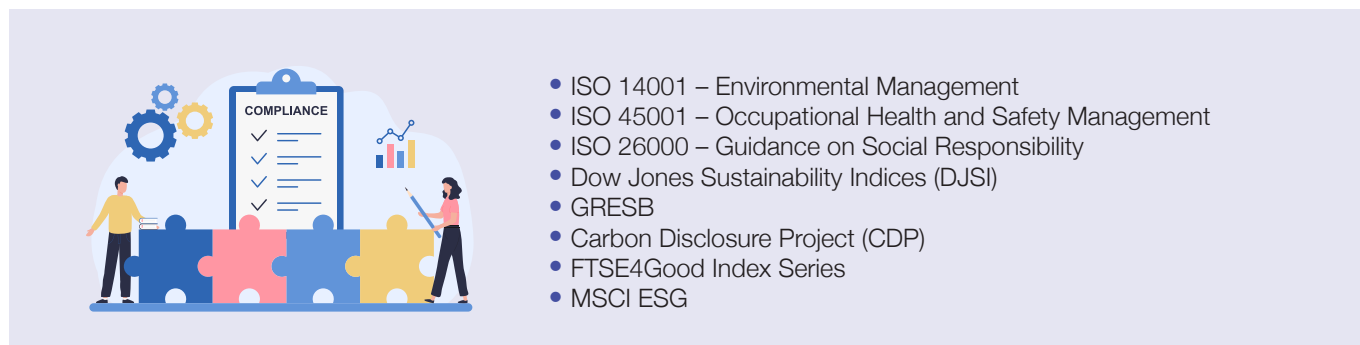 COMPLIANCE
• ISO 14001 – Environmental Management
• ISO 45001 – Occupational Health and Safety Management
• ISO 26000 – Guidance on Social Responsibility
• Dow Jones Sustainability Indices (DJSI)
• GRESB
• Carbon Disclosure Project (CDP)
• FTSE4Good Index Series
• MSCI ESG